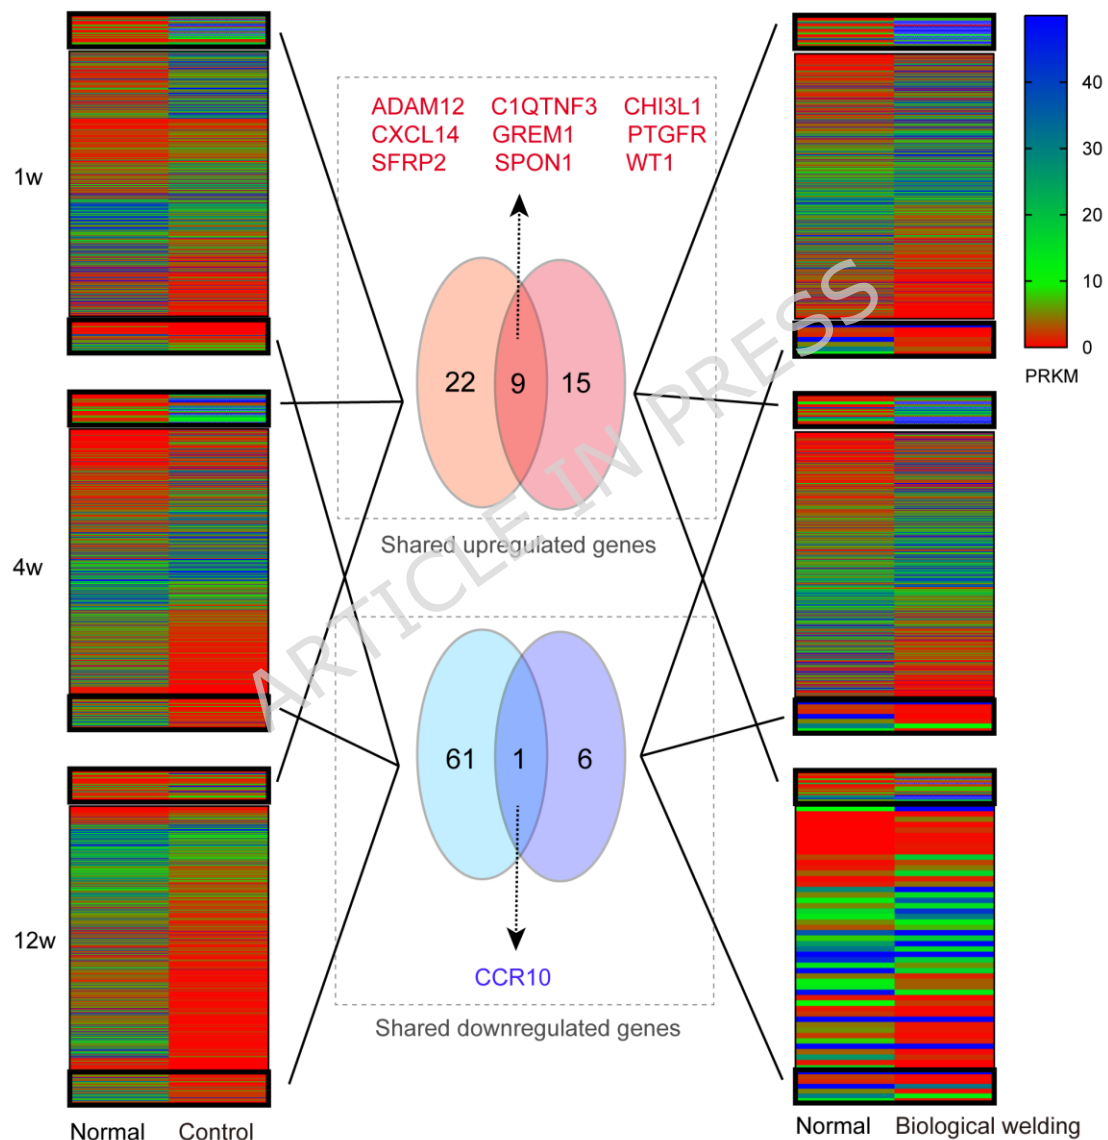 ADAM12 C1QTNF3 CHI3L1
CXCL14 GREM1 PTGFR
SFRP2 SPON1 WT1
1w
4w
12w
22 9 15
Shared upregulated genes
61 1 6
CCR10
Shared downregulated genes
40
30
20
10
0
PRKM
Normal Control
Normal Biological welding
ARTICLE IN PRESS